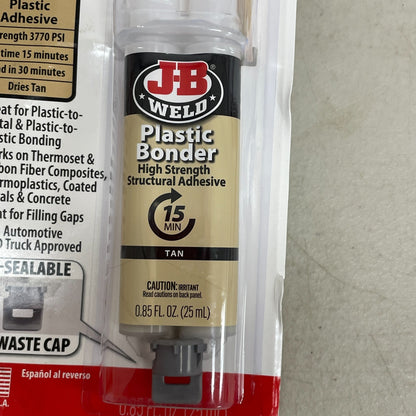 Plastic
Adhesive
rength 3770 PSI
time 15 minutes
nd in 30 minutes
Dries Tan
eat for Plastic-to-
tal & Plastic-to-
stic Bonding
rks on Thermoset &
bon Fiber Composites,
moplastics, Coated
als & Concrete
at for Filling Gaps
Automotive
Truck Approved
-SEALABLE
WASTE CAP
Español al reverso
.A.
J-B
WELD
Plastic
Bonder
High Strength
Structural Adhesive
15
MIN
TAN
CAUTION: IRRITANT
Read cautions on back panel.
0.85 FL. OZ. (25 mL)